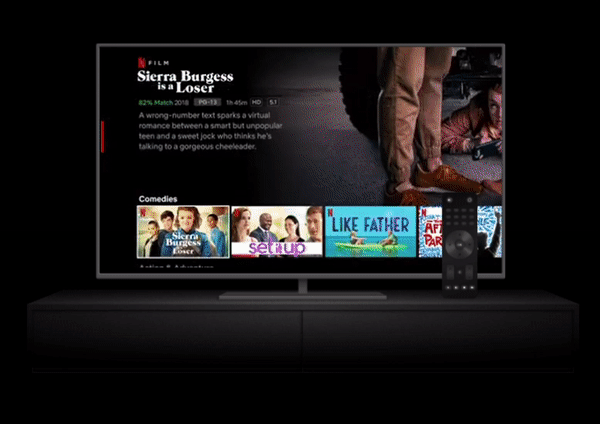 N FILM
Sierra Burgess
is a Loser
82% Match 2018 PG-13 1h 45m HD 5.1
A wrong-number text sparks a virtual
romance between a smart but unpopular
teen and a sweet jock who thinks he's
talking to a gorgeous cheeleader.
Comedies
Sierra
Burgess
is a
Loser
set it up
LIKE FATHER
Action & Adventure